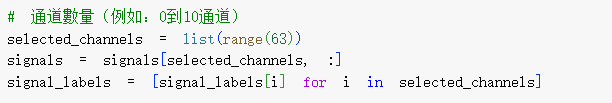 # 通道數量（例如：0到10通道）
selected_channels = list(range(63))
signals = signals[selected_channels, :]
signal_labels = [signal_labels[i] for i in selected_channels]